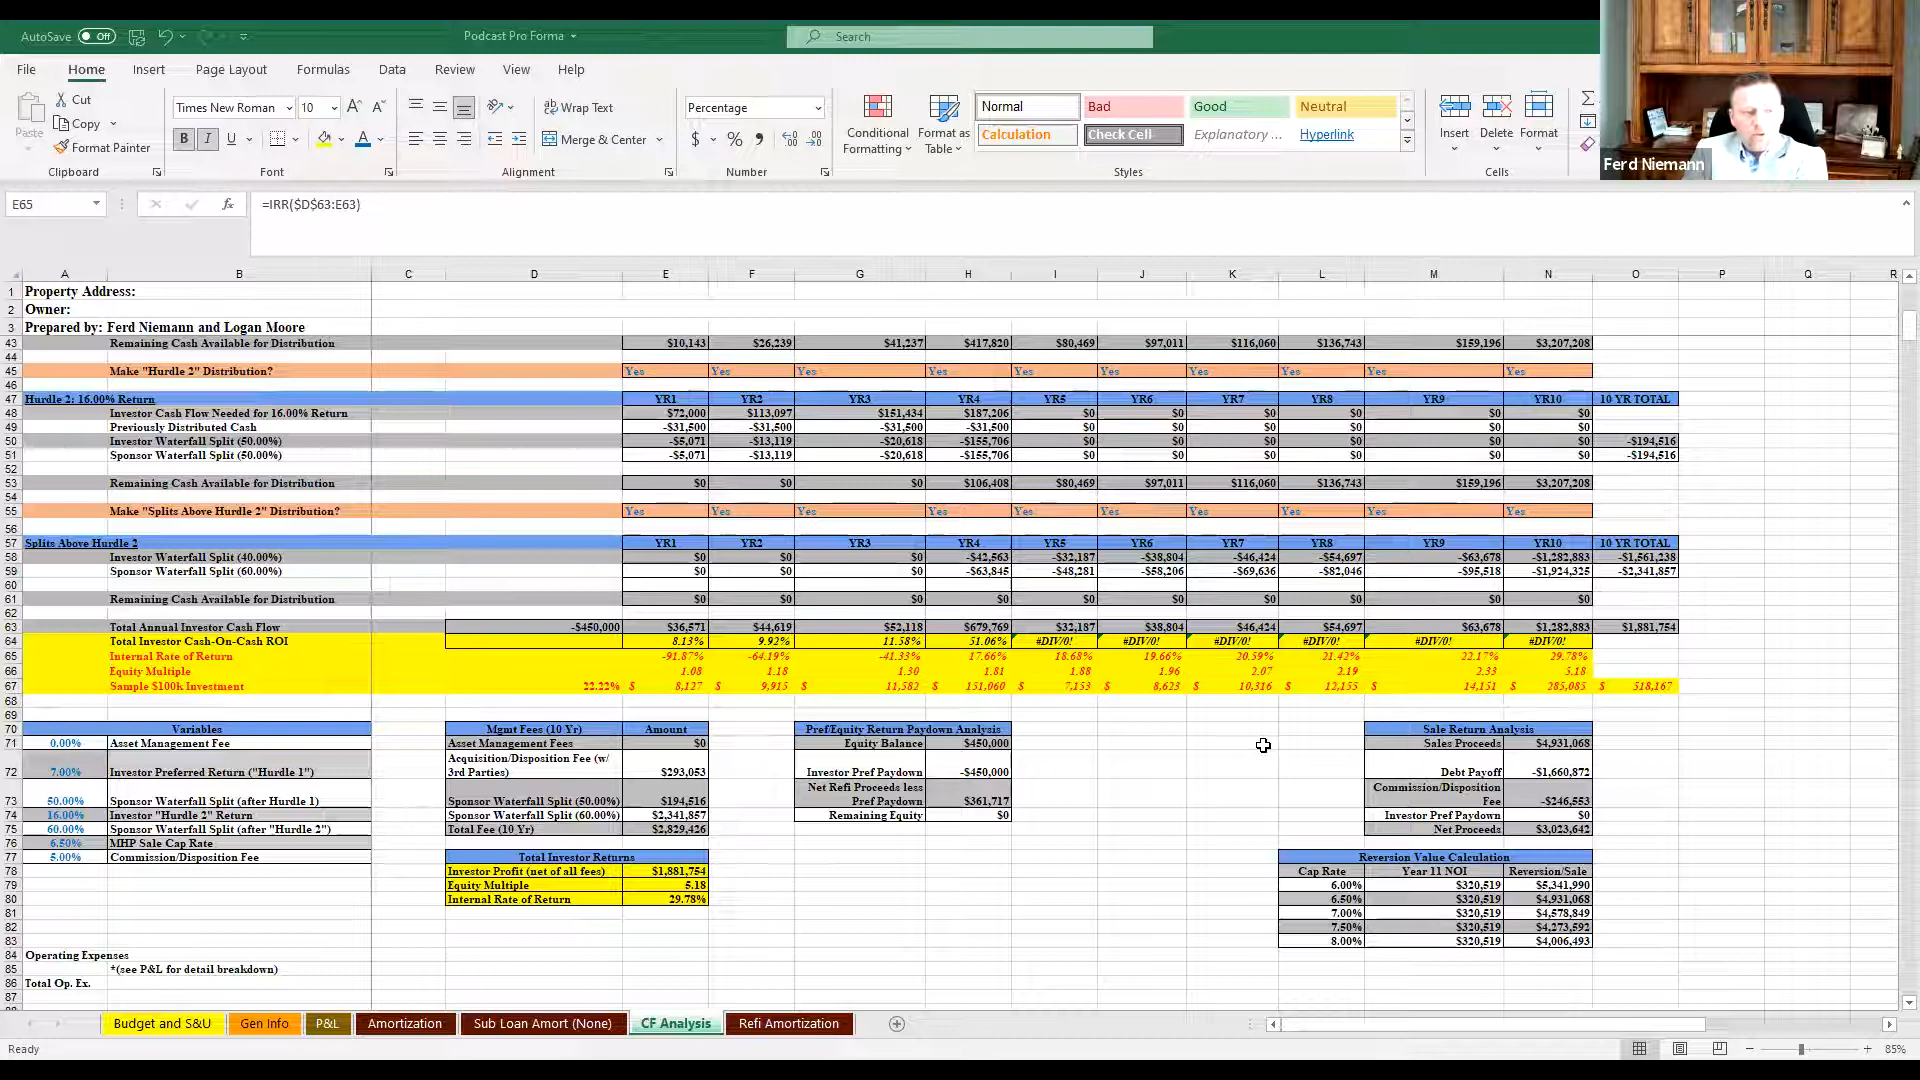 AutoSave Off Podcast Pro Forma Search
File Home Insert Page Layout Formulas Data Review View Help
Paste Cut Copy Format Painter
Times New Roman 10 Wrap Text Merge & Center
Percentage
Conditional Formatting Format as Table
Normal Bad Good Neutral
Calculation Check Cell Explanatory ... Hyperlink
Insert Delete Format
Clipboard Font Alignment Number Styles Cells
Ferd Niemann
E65 fx =IRR($D$63:E63)
A B C D E F G H I J K L M N O P Q R
1 Property Address:
2 Owner:
3 Prepared by: Ferd Niemann and Logan Moore
43 Remaining Cash Available for Distribution $10,143 $26,239 $41,237 $417,820 $80,469 $97,011 $116,060 $136,743 $159,196 $3,207,208
44
45 Make "Hurdle 2" Distribution? Yes Yes Yes Yes Yes Yes Yes Yes Yes Yes
46
47 Hurdle 2: 16.00% Return YR1 YR2 YR3 YR4 YR5 YR6 YR7 YR8 YR9 YR10 10 YR TOTAL
48 Investor Cash Flow Needed for 16.00% Return $72,000 $113,097 $151,434 $187,206 $0 $0 $0 $0 $0 $0
49 Previously Distributed Cash -$31,500 -$31,500 -$31,500 -$31,500 $0 $0 $0 $0 $0 $0
50 Investor Waterfall Split (50.00%) -$5,071 -$13,119 -$20,618 -$155,706 $0 $0 $0 $0 $0 $0 -$194,516
51 Sponsor Waterfall Split (50.00%) -$5,071 -$13,119 -$20,618 -$155,706 $0 $0 $0 $0 $0 $0 -$194,516
52
53 Remaining Cash Available for Distribution $0 $0 $0 $106,408 $80,469 $97,011 $116,060 $136,743 $159,196 $3,207,208
54
55 Make "Splits Above Hurdle 2" Distribution? Yes Yes Yes Yes Yes Yes Yes Yes Yes Yes
56
57 Splits Above Hurdle 2 YR1 YR2 YR3 YR4 YR5 YR6 YR7 YR8 YR9 YR10 10 YR TOTAL
58 Investor Waterfall Split (40.00%) $0 $0 $0 -$42,563 -$32,187 -$38,804 -$46,424 -$54,697 -$63,678 -$1,282,883 -$1,561,238
59 Sponsor Waterfall Split (60.00%) $0 $0 $0 -$63,845 -$48,281 -$58,206 -$69,636 -$82,046 -$95,518 -$1,924,325 -$2,341,857
60
61 Remaining Cash Available for Distribution $0 $0 $0 $0 $0 $0 $0 $0 $0 $0
62
63 Total Annual Investor Cash Flow -$450,000 $36,571 $44,619 $52,118 $679,769 $32,187 $38,804 $46,424 $54,697 $63,678 $1,282,883 $1,881,754
64 Total Investor Cash-On-Cash ROI 8.13% 9.92% 11.58% 51.06% #DIV/0! #DIV/0! #DIV/0! #DIV/0! #DIV/0! #DIV/0!
65 Internal Rate of Return -91.87% -64.19% -41.33% 17.66% 18.68% 19.66% 20.59% 21.42% 22.17% 29.78%
66 Equity Multiple 1.08 1.18 1.30 1.81 1.88 1.96 2.07 2.19 2.33 5.18
67 Sample $100k Investment 22.22% $ 8,127 $ 9,915 $ 11,582 $ 151,060 $ 7,153 $ 8,623 $ 10,316 $ 12,155 $ 14,151 $ 285,085 $ 518,167
68
69
70 Variables Mgmt Fees (10 Yr) Amount Pref/Equity Return Paydown Analysis Sale Return Analysis
71 0.00% Asset Management Fee Asset Management Fees $0 Equity Balance $450,000 Sales Proceeds $4,931,068
72 7.00% Investor Preferred Return ("Hurdle 1") Acquisition/Disposition Fee (w/ 3rd Parties) $293,053 Investor Pref Paydown -$450,000 Debt Payoff -$1,660,872
73 50.00% Sponsor Waterfall Split (after Hurdle 1) Sponsor Waterfall Split (50.00%) $194,516 Net Refi Proceeds less Pref Paydown $361,717 Commission/Disposition Fee -$246,553
74 16.00% Investor "Hurdle 2" Return Sponsor Waterfall Split (60.00%) $2,341,857 Remaining Equity $0 Investor Pref Paydown $0
75 60.00% Sponsor Waterfall Split (after "Hurdle 2") Total Fee (10 Yr) $2,829,426 Net Proceeds $3,023,642
76 6.50% MHP Sale Cap Rate
77 5.00% Commission/Disposition Fee Total Investor Returns Reversion Value Calculation
78 Investor Profit (net of all fees) $1,881,754 Cap Rate Year 11 NOI Reversion/Sale
79 Equity Multiple 5.18 6.00% $320,519 $5,341,990
80 Internal Rate of Return 29.78% 6.50% $320,519 $4,931,068
81 7.00% $320,519 $4,578,849
82 7.50% $320,519 $4,273,592
83 8.00% $320,519 $4,006,493
84 Operating Expenses
85 *(see P&L for detail breakdown)
86 Total Op. Ex.
87
Budget and S&U Gen Info P&L Amortization Sub Loan Amort (None) CF Analysis Refi Amortization
Ready 85%